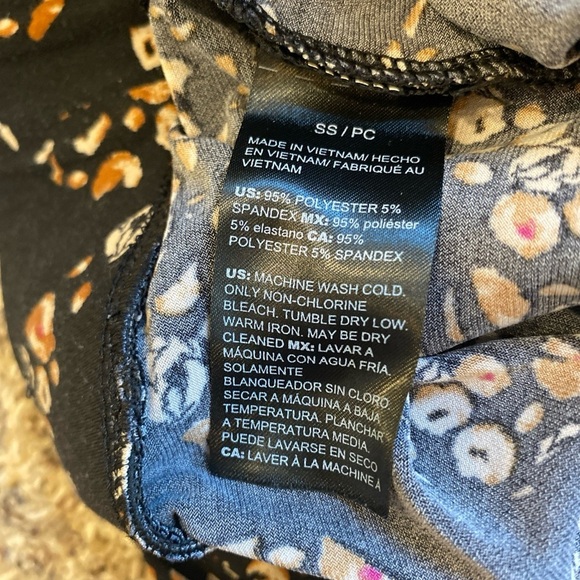 SS / PC
MADE IN VIETNAM/ HECHO
EN VIETNAM/ FABRIQUÉ AU
VIETNAM
US: 95% POLYESTER 5%
SPANDEX MX: 95% poliéster
5% elastano CA: 95%
POLYESTER 5% SPANDEX
US: MACHINE WASH COLD.
ONLY NON-CHLORINE
BLEACH. TUMBLE DRY LOW.
WARM IRON. MAY BE DRY
CLEANED MX: LAVAR A
MÁQUINA CON AGUA FRÍA.
SOLAMENTE
BLANQUEADOR SIN CLORO
SECAR A MÁQUINA A BAJA
TEMPERATURA. PLANCHAR
A TEMPERATURA MEDIA.
PUEDE LAVARSE EN SECO
CA: LAVER À LA MACHINE À